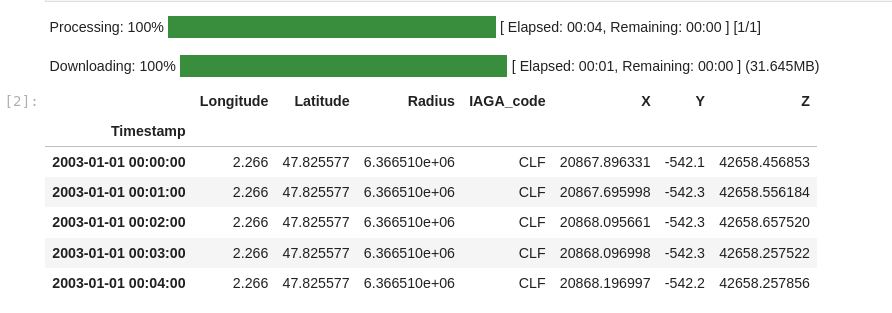 Processing: 100% [ Elapsed: 00:04, Remaining: 00:00 ] [1/1]
Downloading: 100% [ Elapsed: 00:01, Remaining: 00:00 ] (31.645MB)
[2]: Longitude Latitude Radius IAGA_code X Y Z
Timestamp
2003-01-01 00:00:00 2.266 47.825577 6.366510e+06 CLF 20867.896331 -542.1 42658.456853
2003-01-01 00:01:00 2.266 47.825577 6.366510e+06 CLF 20867.695998 -542.3 42658.556184
2003-01-01 00:02:00 2.266 47.825577 6.366510e+06 CLF 20868.095661 -542.3 42658.657520
2003-01-01 00:03:00 2.266 47.825577 6.366510e+06 CLF 20868.096998 -542.3 42658.257522
2003-01-01 00:04:00 2.266 47.825577 6.366510e+06 CLF 20868.196997 -542.2 42658.257856